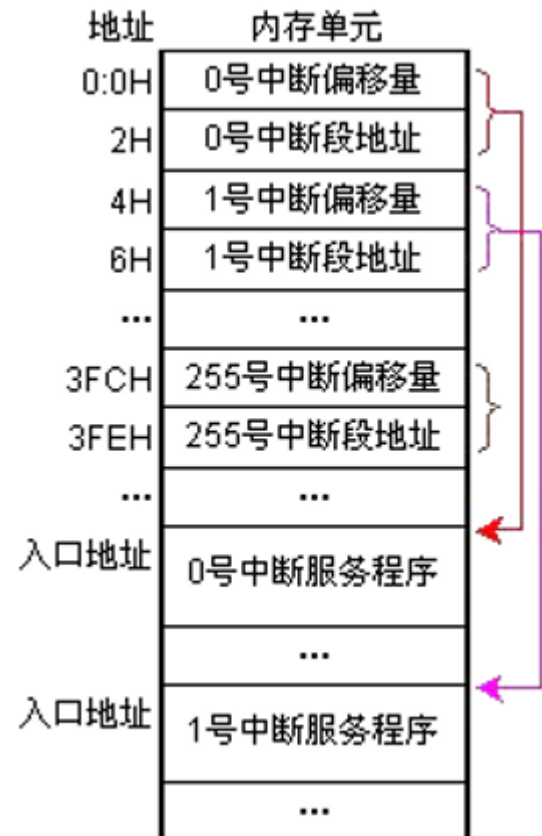 地址 内存单元
0:0H 0号中断偏移量
2H 0号中断段地址
4H 1号中断偏移量
6H 1号中断段地址
... ...
3FCH 255号中断偏移量
3FEH 255号中断段地址
... ...
入口地址 0号中断服务程序
...
入口地址 1号中断服务程序
...